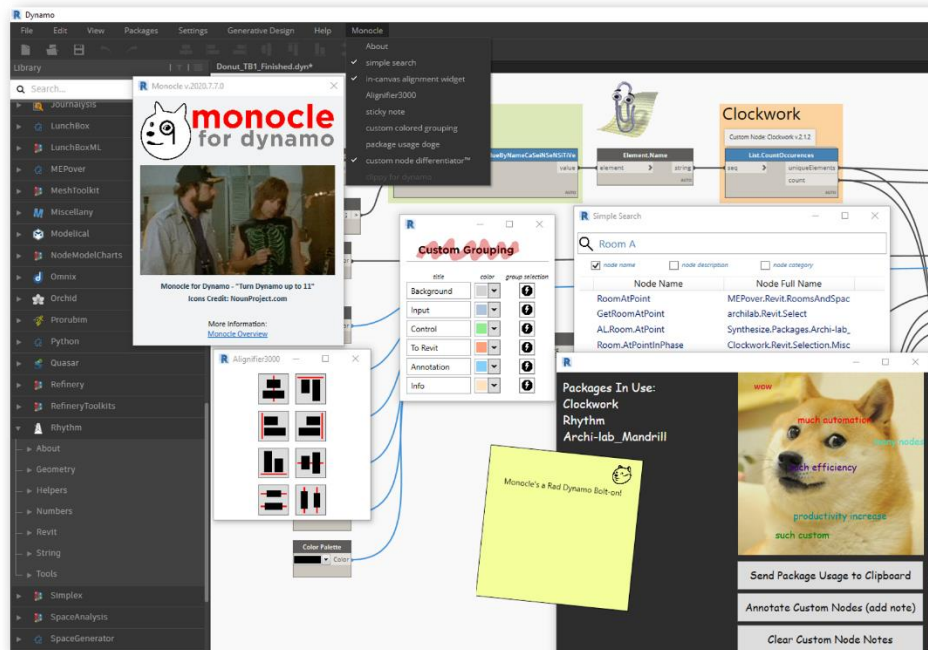 Dynamo
File Edit View Packages Settings Generative Design Help Monocle
Library
Donut_TB1_Finished.dyn*
Search...
Journalysis
LunchBox
LunchBoxML
MEPover
MeshToolkit
Miscellany
Modelical
NodeModelCharts
Omnix
Orchid
Prorubim
Python
Quasar
Refinery
RefineryToolkits
Rhythm
About
Geometry
Helpers
Numbers
Revit
String
Tools
Simplex
SpaceAnalysis
SpaceGenerator
About
simple search
in-canvas alignment widget
Alignifier3000
sticky note
custom colored grouping
package usage doge
custom node differentiator™
clippy for dynamo
Monocle v.2020.7.7.0
monocle
for dynamo
Monocle for Dynamo - "Turn Dynamo up to 11"
Icons Credit: NounProject.com
More Information:
Monocle Overview
ueByNameCaSeiNSeNSiTiVe
value
AUTO
Element.Name
element > string
AUTO
Clockwork
Custom Node: Clockwork v.2.1.2
List.CountOccurences
seq > uniqueElements
count
AUTO
Custom Grouping
title color group selection
Background
Input
Control
To Revit
Annotation
Info
Simple Search
Room A
node name node description node category
Node Name Node Full Name
RoomAtPoint MEPover.Revit.RoomsAndSpac
GetRoomAtPoint archilab.Revit.Select
AL.Room.AtPoint Synthesize.Packages.Archi-lab_
Room.AtPointInPhase Clockwork.Revit.Selection.Misc
Alignifier3000
Color Palette
Color
Monocle's a Rad Dynamo Bolt-on!
Packages In Use:
Clockwork
Rhythm
Archi-lab_Mandrill
wow
much automation
nodes
such efficiency
productivity increase
such custom
Send Package Usage to Clipboard
Annotate Custom Nodes (add note)
Clear Custom Node Notes